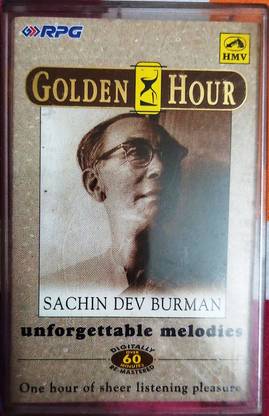 RPG
HMV
GOLDEN HOUR
SACHIN DEV BURMAN
unforgettable melodies
DIGITALLY
OVER
60
MINUTES
RE-MASTERED
One hour of sheer listening pleasure